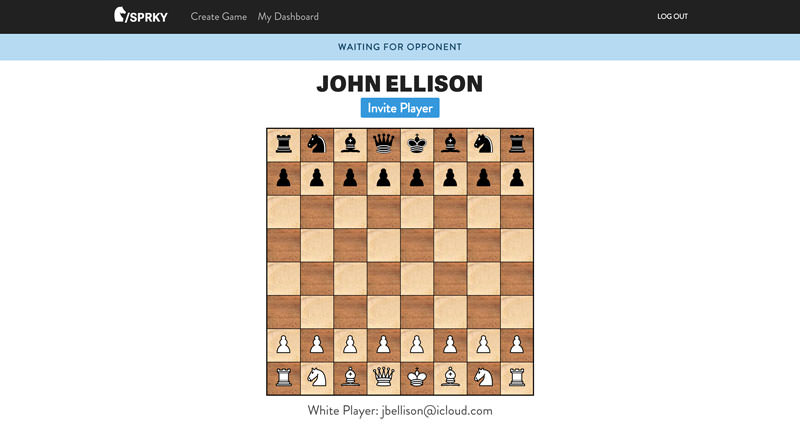 /SPRKY Create Game My Dashboard LOG OUT
WAITING FOR OPPONENT
JOHN ELLISON
Invite Player
White Player: jbellison@icloud.com